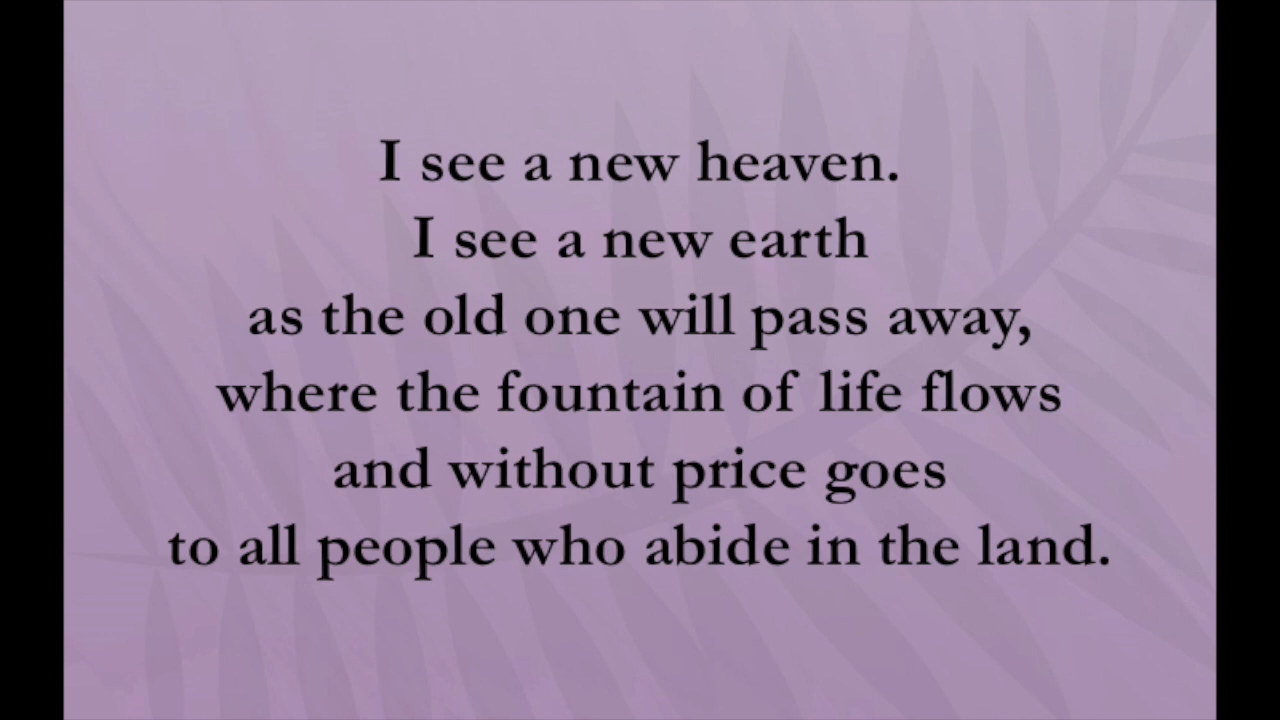 I see a new heaven.
I see a new earth
as the old one will pass away,
where the fountain of life flows
and without price goes
to all people who abide in the land.